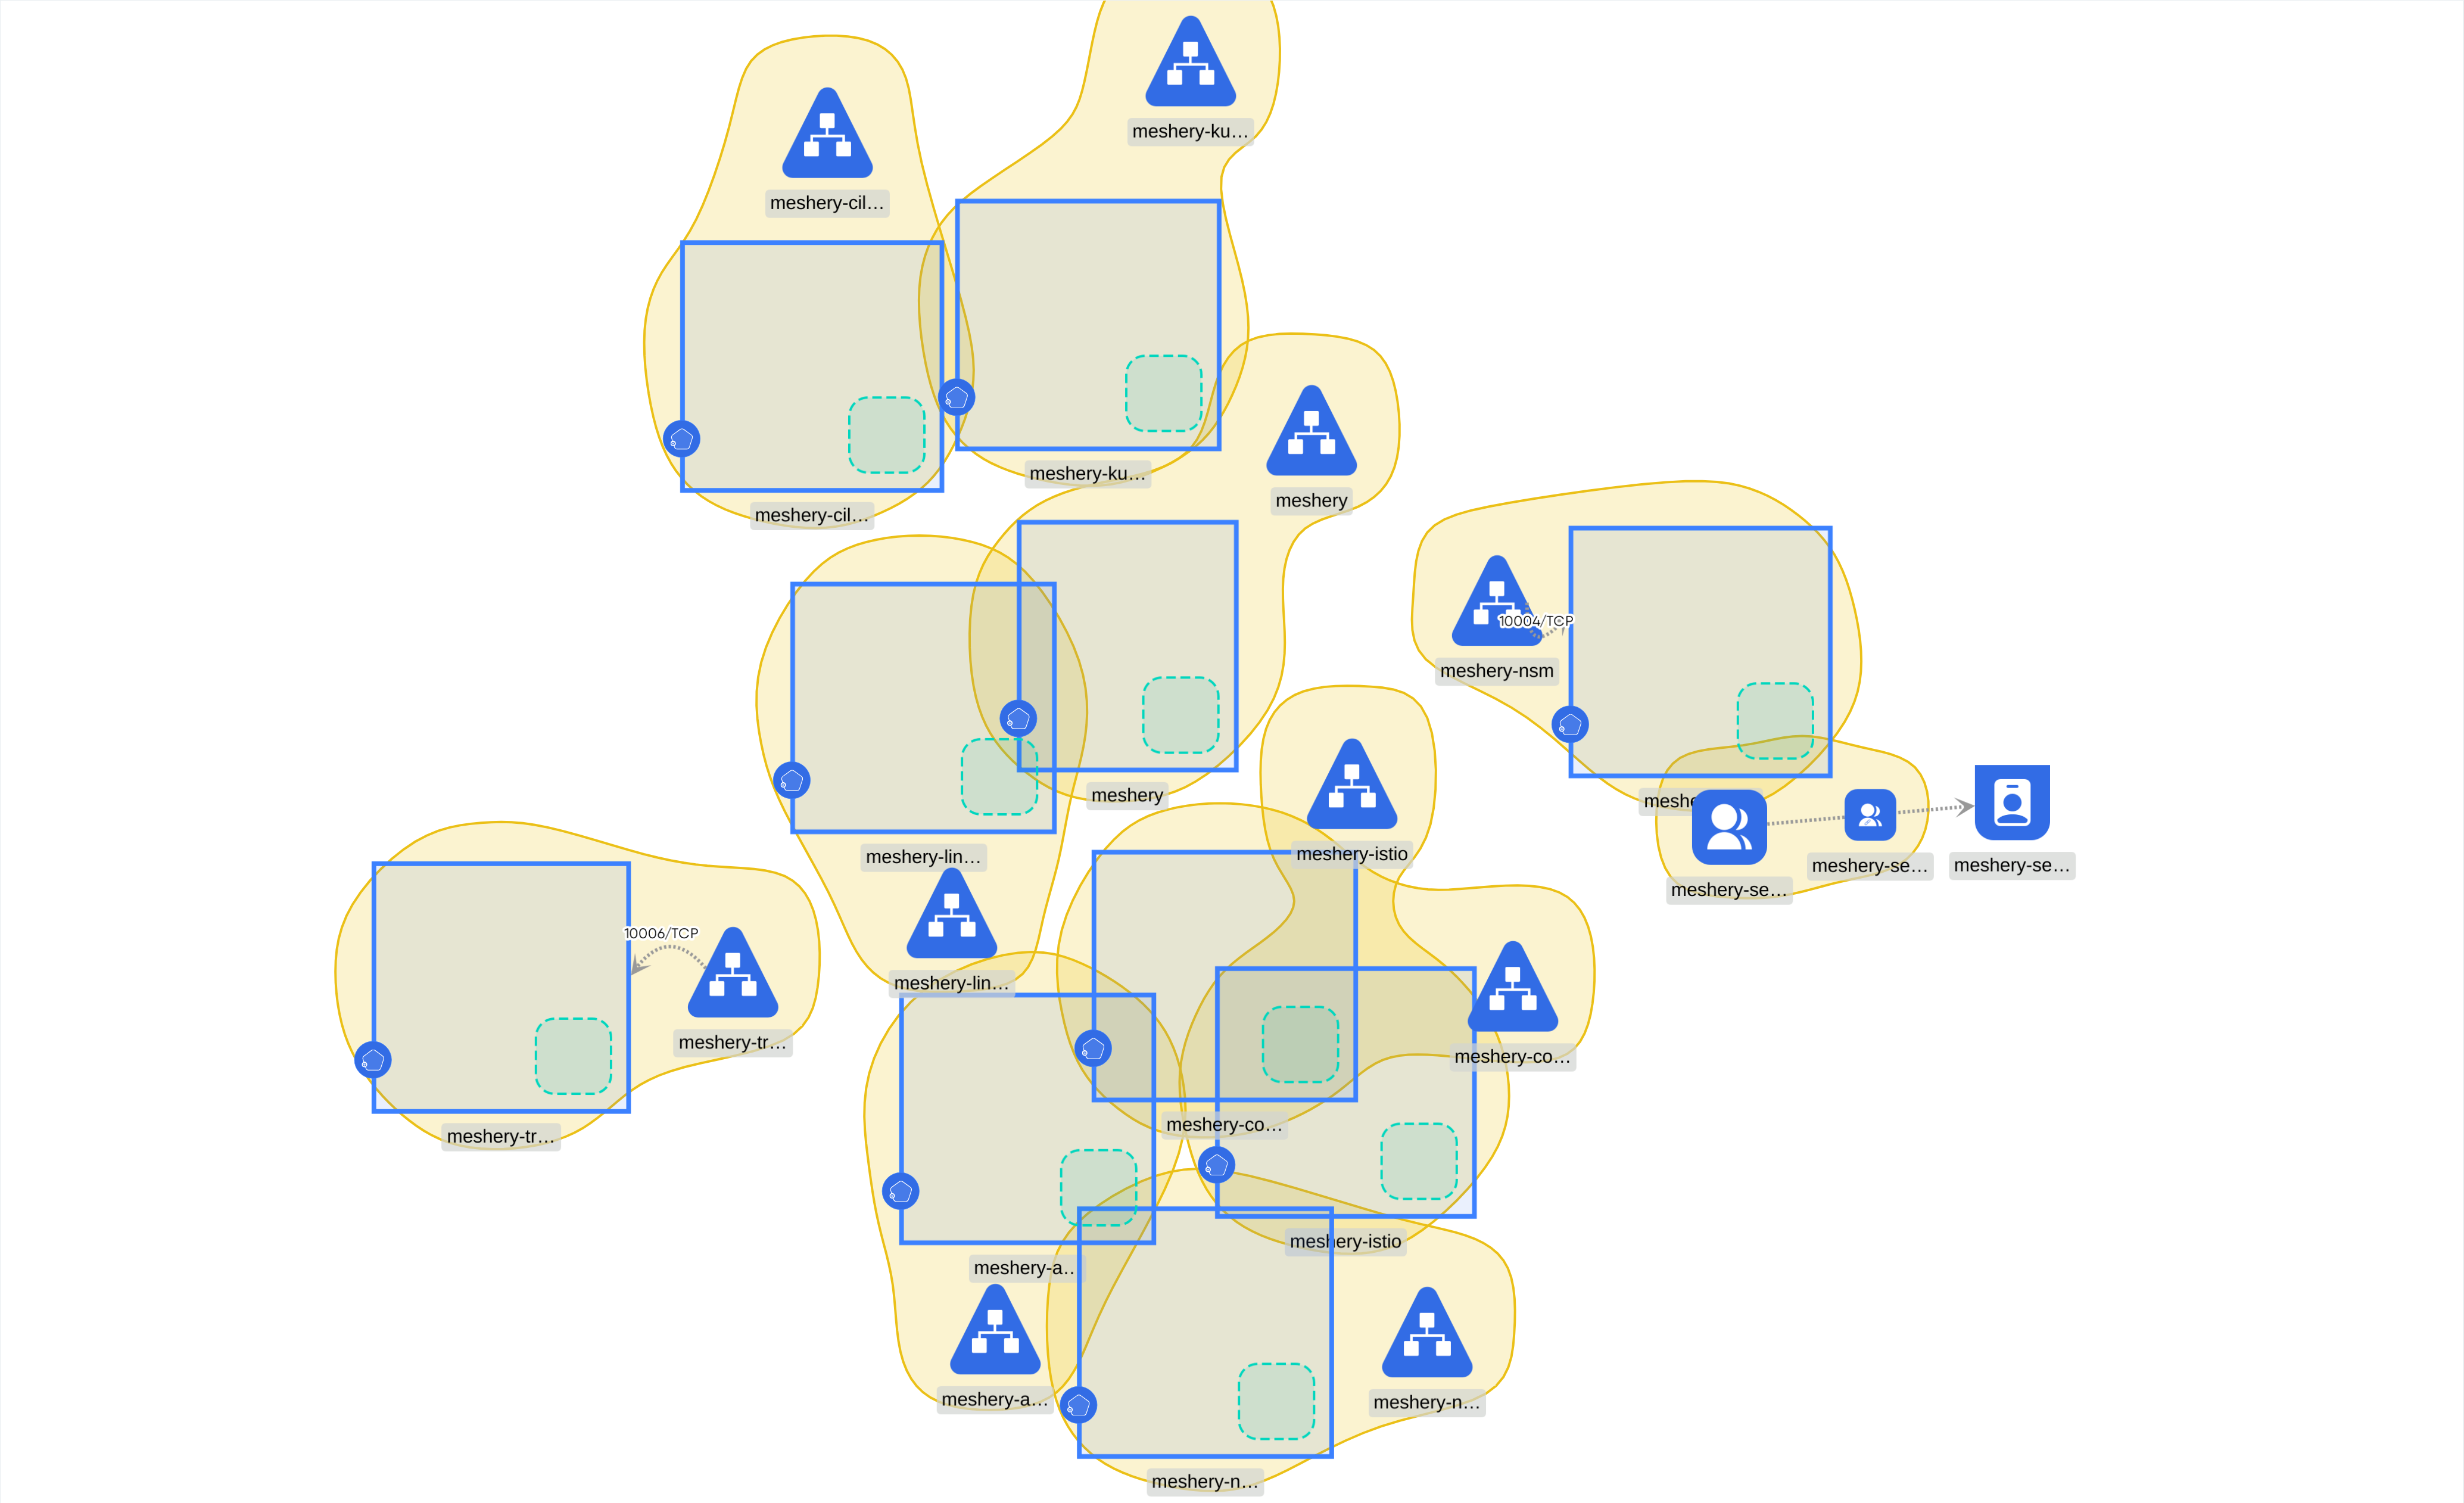 meshery-ku…
meshery-cil…
meshery-ku…
meshery
meshery-cil…
10004/TCP
meshery-nsm
meshery
meshe
meshery-istio
meshery-lin…
meshery-se…
meshery-se…
meshery-se…
10006/TCP
meshery-lin…
meshery-tr…
meshery-co…
meshery-co…
meshery-tr…
meshery-istio
meshery-a…
meshery-a…
meshery-n…
meshery-n…